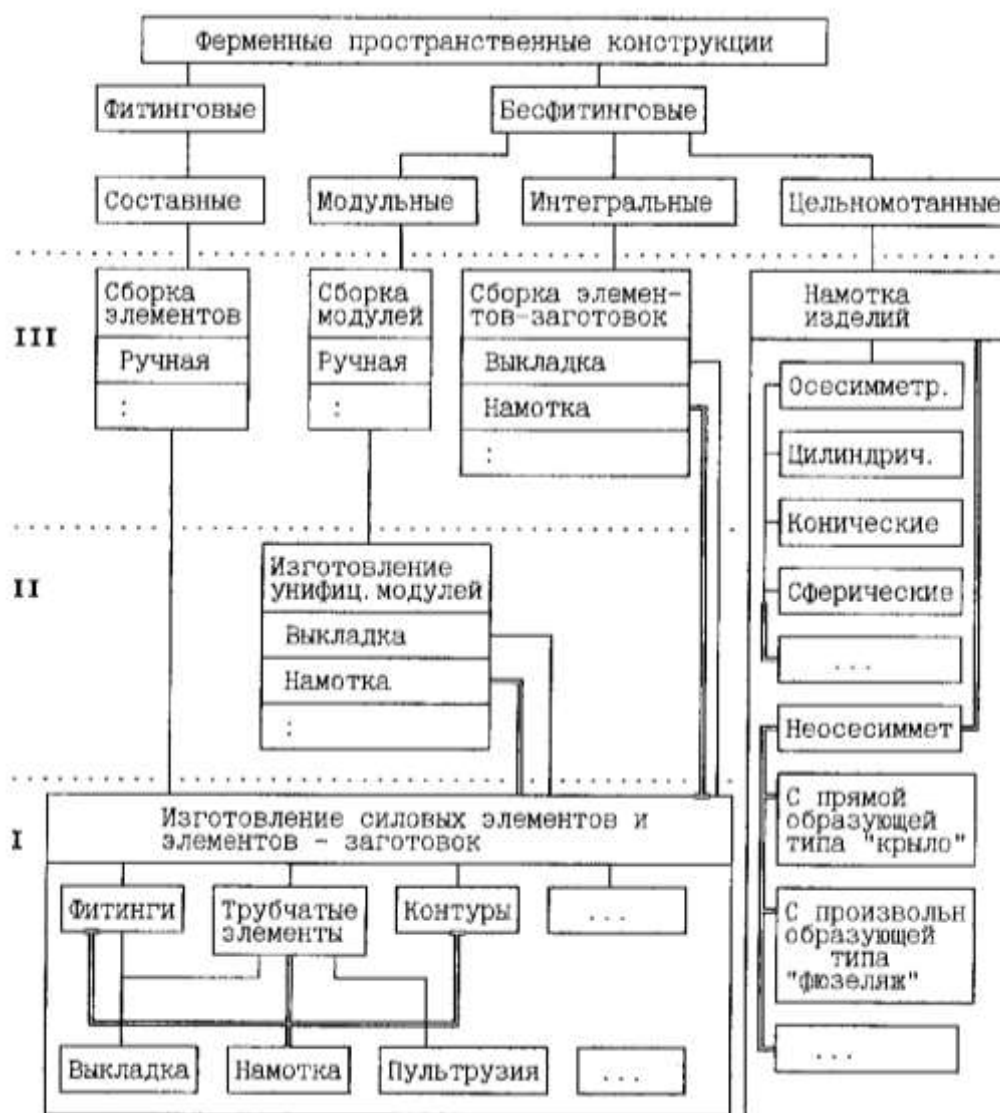 Ферменные пространственные конструкции
Фитинговые
Бесфитинговые
Составные
Модульные
Интегральные
Цельномотанные
III
Сборка
элементов
Ручная
:
Сборка
модулей
Ручная
:
Сборка элемен-
тов-заготовок
Выкладка
Намотка
:
Намотка
изделий
Осесимметр.
Цилиндрич.
Конические
Сферические
...
Неосесиммет
С прямой
образующей
типа "крыло"
С произвольн
образующей
типа
"фюзеляж"
...
II
Изготовление
унифиц. модулей
Выкладка
Намотка
:
I
Изготовление силовых элементов и
элементов - заготовок
Фитинги
Трубчатые
элементы
Контуры
...
Выкладка
Намотка
Пультрузия
...